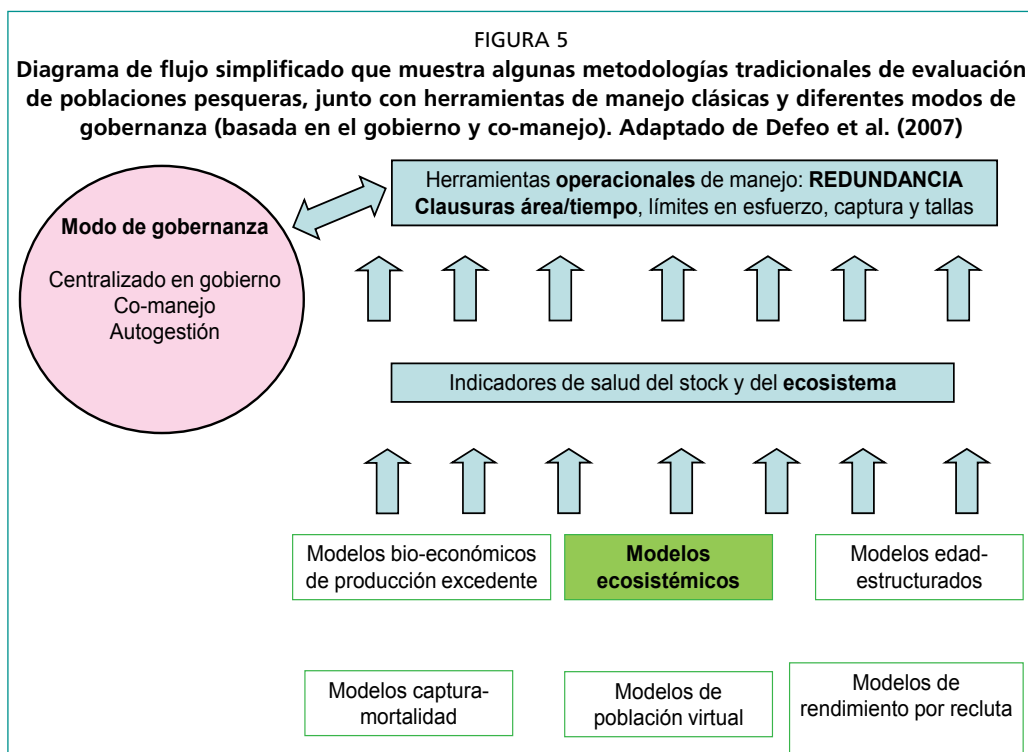 FIGURA 5
Diagrama de flujo simplificado que muestra algunas metodologías tradicionales de evaluación
de poblaciones pesqueras, junto con herramientas de manejo clásicas y diferentes modos de
gobernanza (basada en el gobierno y co-manejo). Adaptado de Defeo et al. (2007)
Herramientas operacionales de manejo: REDUNDANCIA
Clausuras área/tiempo, límites en esfuerzo, captura y tallas
Modo de gobernanza
Centralizado en gobierno
Co-manejo
Autogestión
Indicadores de salud del stock y del ecosistema
Modelos bio-económicos
de producción excedente
Modelos
ecosistémicos
Modelos edad-
estructurados
Modelos captura-
mortalidad
Modelos de
población virtual
Modelos de
rendimiento por recluta